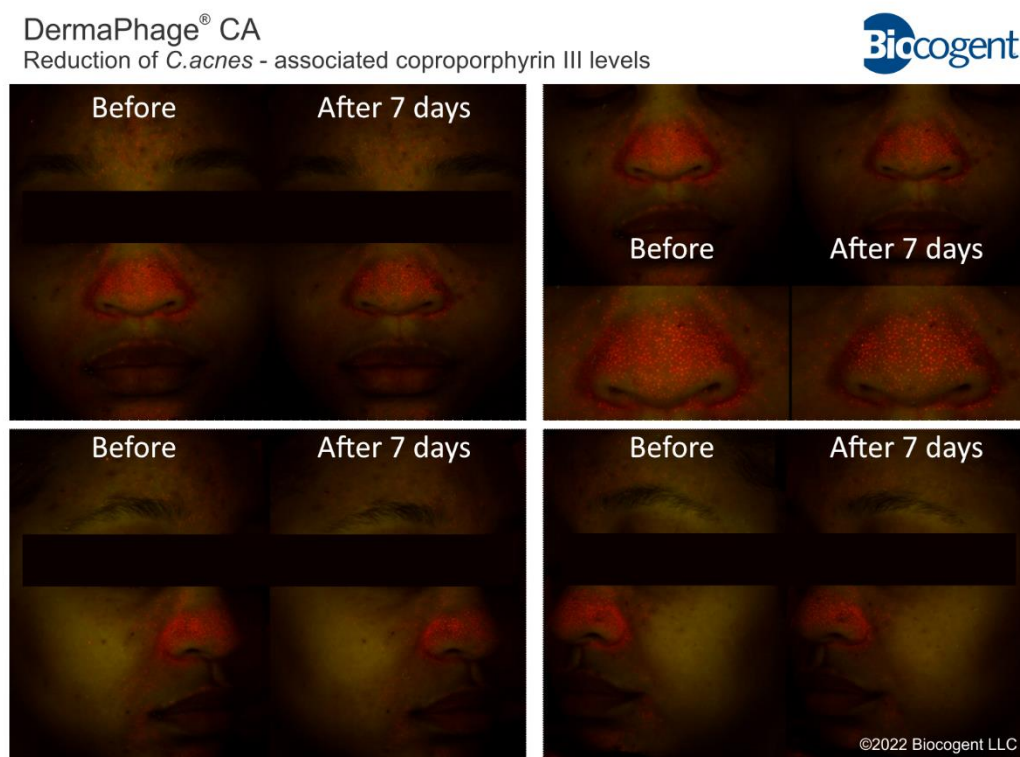 DermaPhage® CA
Reduction of C.acnes - associated coproporphyrin III levels
Biocogent
Before After 7 days
Before After 7 days
Before After 7 days
Before After 7 days
©2022 Biocogent LLC